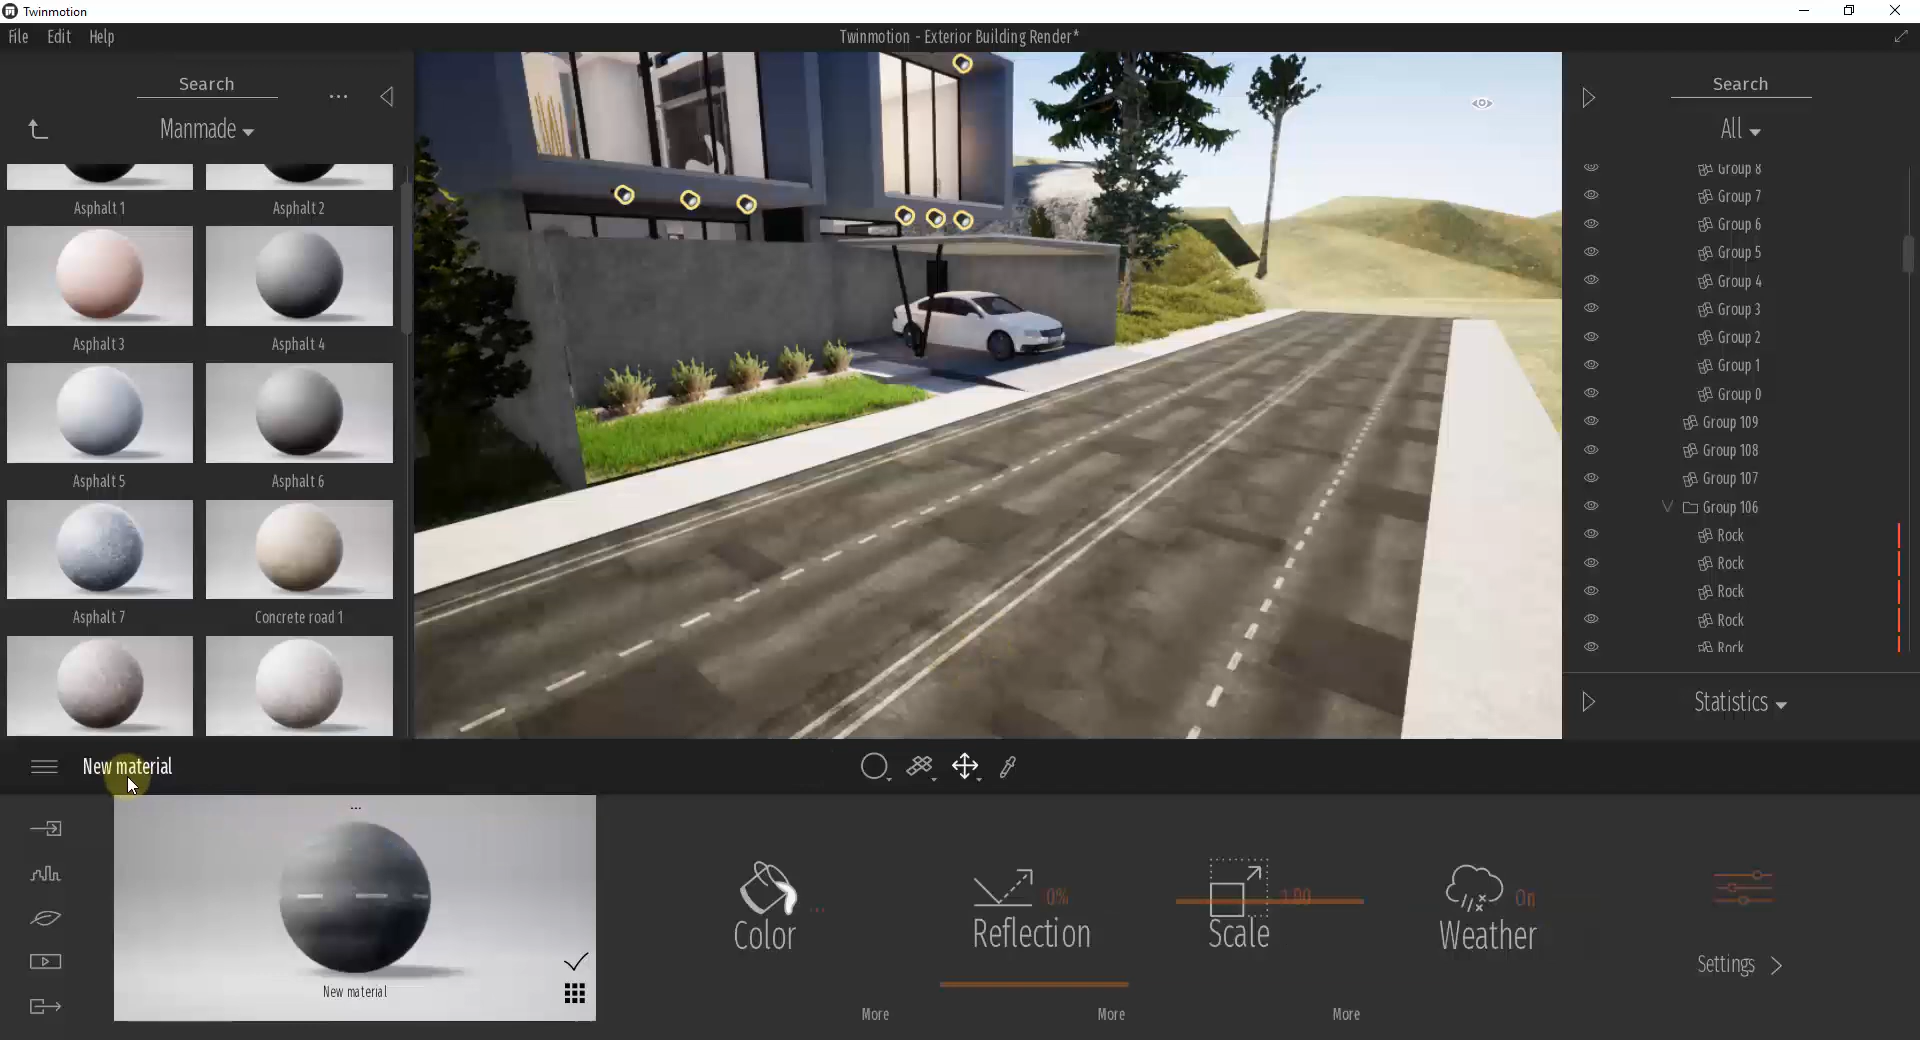 Twinmotion
File Edit Help
Twinmotion - Exterior Building Render*
Search
...
Manmade
Asphalt 1
Asphalt 2
Asphalt 3
Asphalt 4
Asphalt 5
Asphalt 6
Asphalt 7
Concrete road 1
Search
All
Group 8
Group 7
Group 6
Group 5
Group 4
Group 3
Group 2
Group 1
Group 0
Group 109
Group 108
Group 107
Group 106
Rock
Rock
Rock
Rock
Rock
Statistics
New material
...
New material
Color
...
More
Reflection
0%
More
Scale
1.00
More
Weather
On
Settings